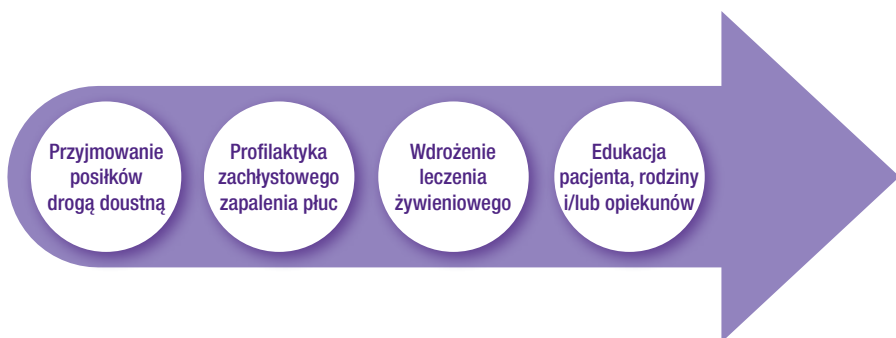 Przyjmowanie
posiłków
drogą doustną
Profilaktyka
zachłystowego
zapalenia płuc
Wdrożenie
leczenia
żywieniowego
Edukacja
pacjenta, rodziny
i/lub opiekunów